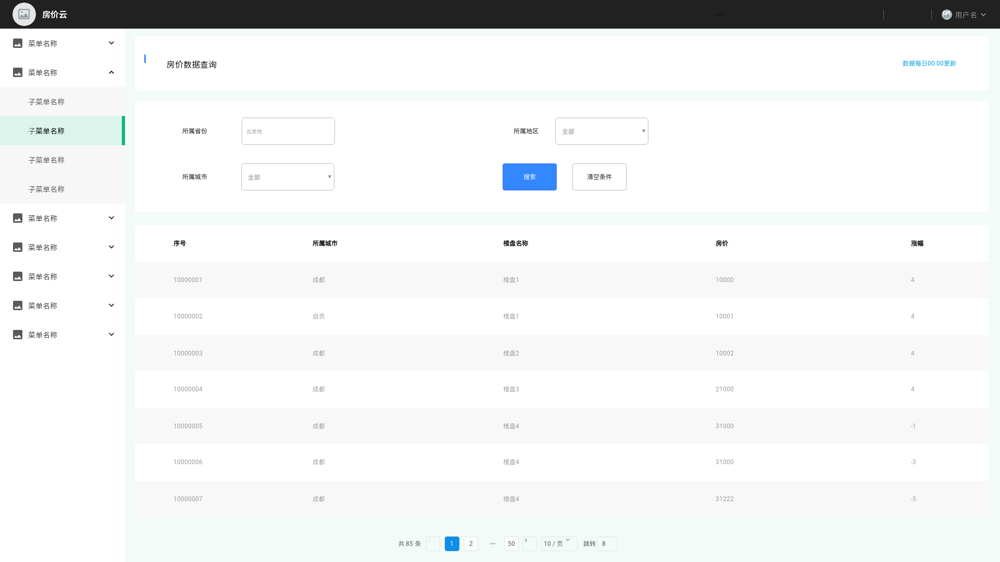 房价云
用户名
菜单名称
菜单名称
子菜单名称
子菜单名称
子菜单名称
子菜单名称
菜单名称
菜单名称
菜单名称
菜单名称
菜单名称
房价数据查询
数据每日00:00更新
所属省份 出发地 所属地区 全部
所属城市 全部 搜索 清空条件
序号 所属城市 楼盘名称 房价 涨幅
10000001 成都 楼盘1 10000 4
10000002 自贡 楼盘1 10001 4
10000003 成都 楼盘2 10002 4
10000004 成都 楼盘3 21000 4
10000005 成都 楼盘4 31000 -1
10000006 成都 楼盘4 31000 -3
10000007 成都 楼盘4 31222 -5
共 85 条 1 2 ··· 50 10 / 页 跳转 8